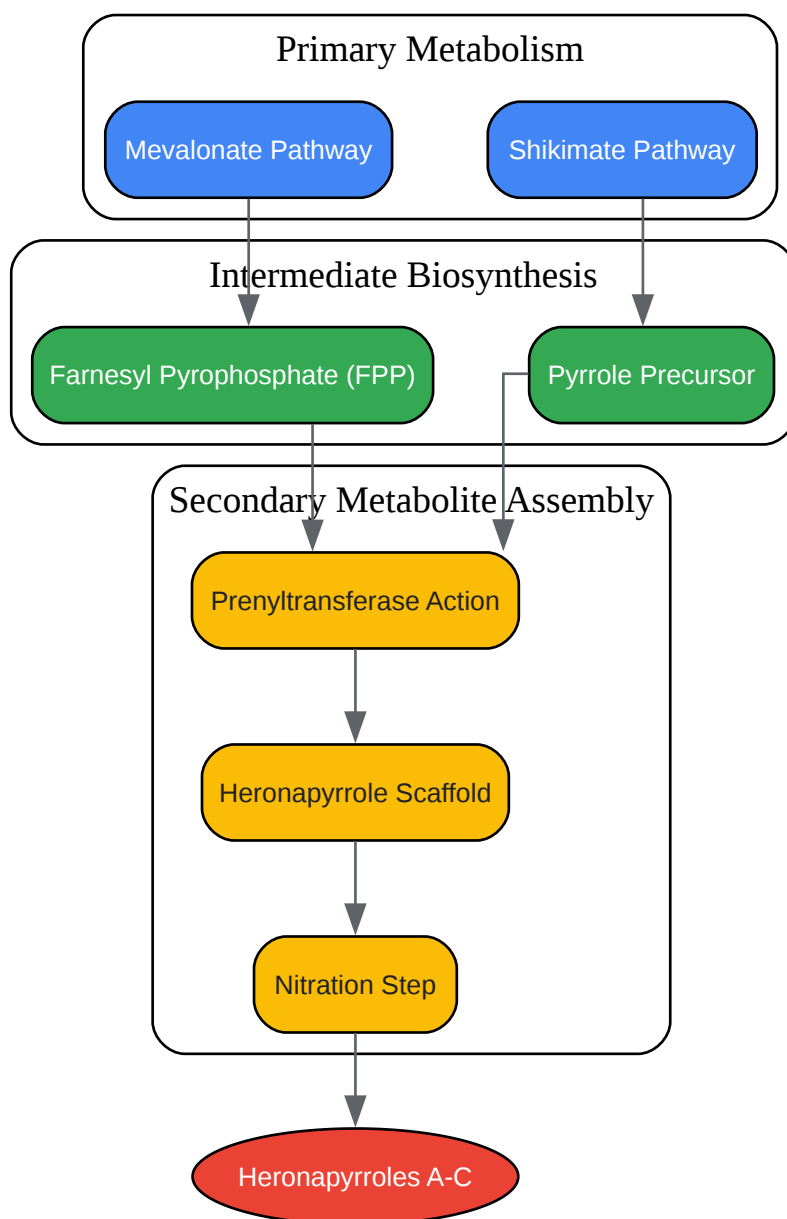 Primary Metabolism
Mevalonate Pathway
Shikimate Pathway
Intermediate Biosynthesis
Farnesyl Pyrophosphate (FPP)
Pyrrole Precursor
Secondary Metabolite Assembly
Prenyltransferase Action
Heronapyrrole Scaffold
Nitration Step
Heronapyrroles A-C